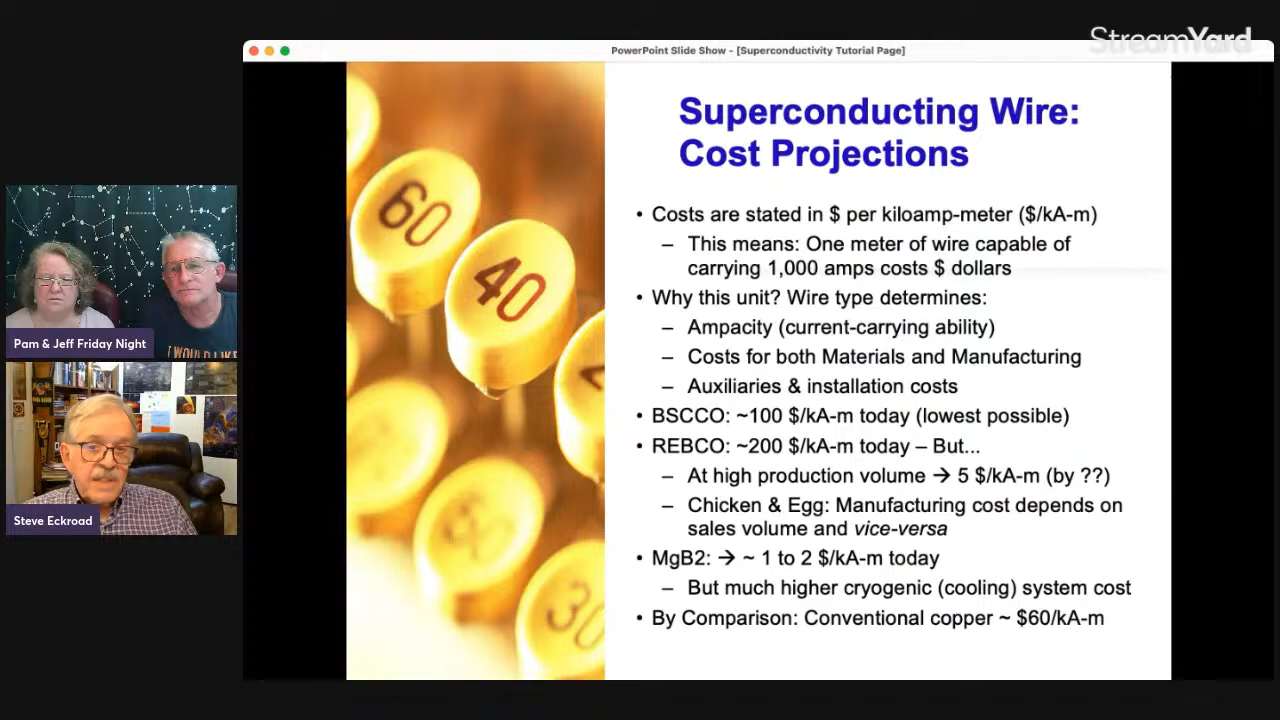 StreamYard
PowerPoint Slide Show - [Superconductivity Tutorial Page]
Superconducting Wire:
Cost Projections
• Costs are stated in $ per kiloamp-meter ($/kA-m)
– This means: One meter of wire capable of
carrying 1,000 amps costs $ dollars
• Why this unit? Wire type determines:
– Ampacity (current-carrying ability)
– Costs for both Materials and Manufacturing
– Auxiliaries & installation costs
• BSCCO: ~100 $/kA-m today (lowest possible)
• REBCO: ~200 $/kA-m today – But...
– At high production volume → 5 $/kA-m (by ??)
– Chicken & Egg: Manufacturing cost depends on
sales volume and vice-versa
• MgB2: → ~ 1 to 2 $/kA-m today
– But much higher cryogenic (cooling) system cost
• By Comparison: Conventional copper ~ $60/kA-m
60
40
30
I WOULD LIKE
Pam & Jeff Friday Night
Steve Eckroad